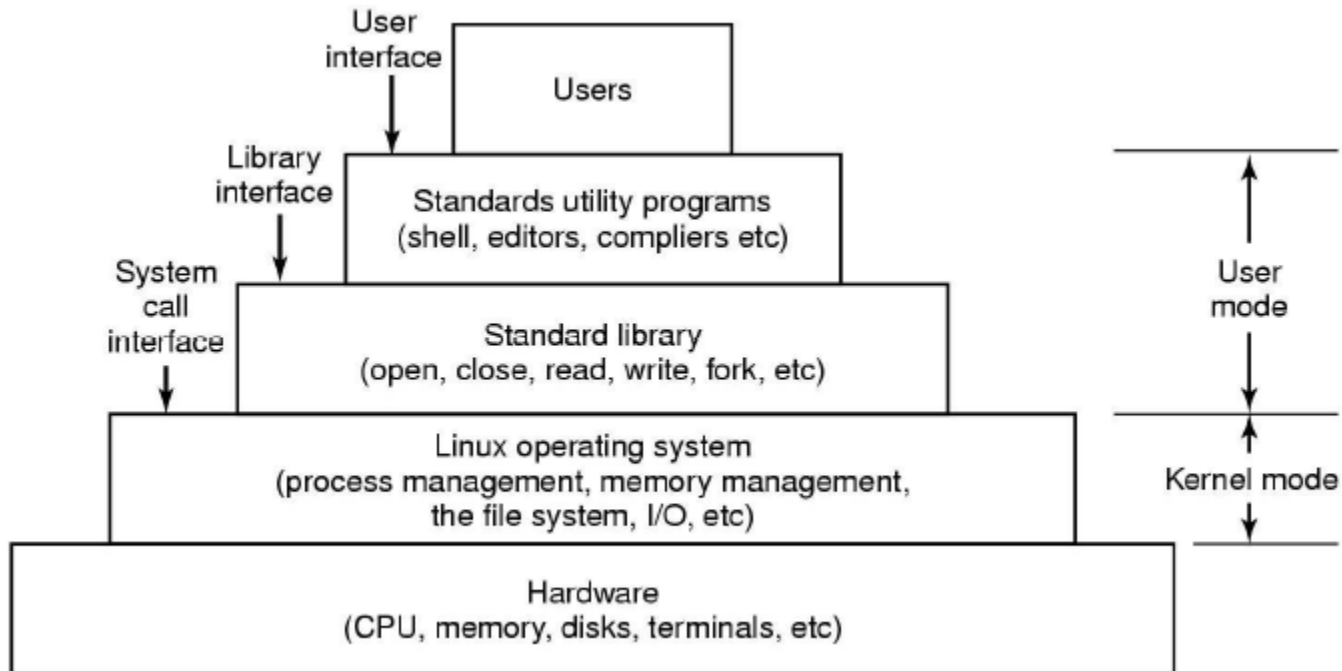 User
interface
Users
Library
interface
Standards utility programs
(shell, editors, compliers etc)
System
call
interface
User
mode
Standard library
(open, close, read, write, fork, etc)
Linux operating system
(process management, memory management,
the file system, I/O, etc)
Kernel mode
Hardware
(CPU, memory, disks, terminals, etc)